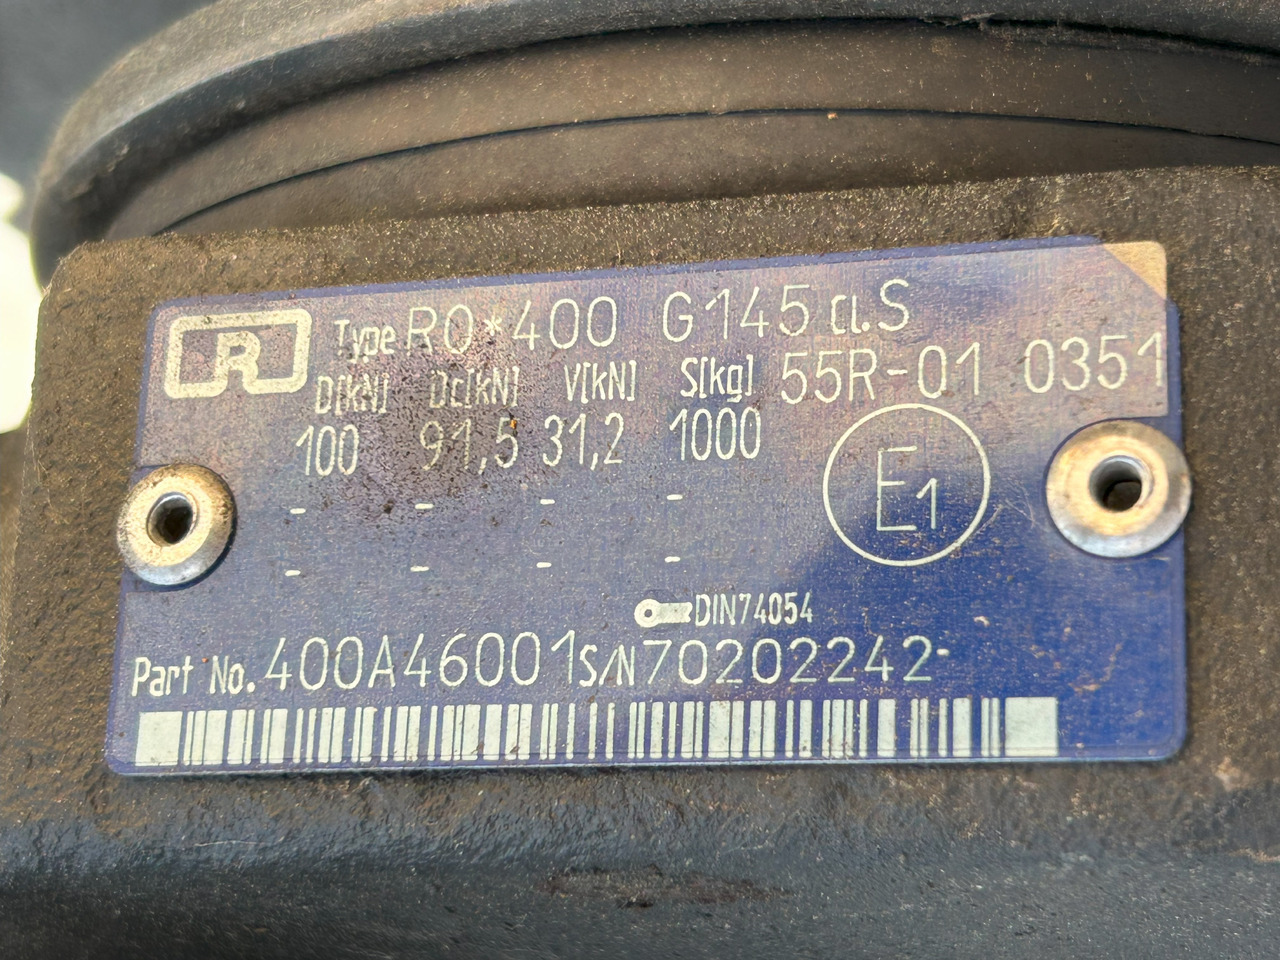 R Type RO*400 G145 cl.S
D[kN] Dc[kN] V[kN] S[kg] 55R-01 0351
100 91,5 31,2 1000
- - - -
- - - -
E1
DIN74054
Part No. 400A46001 S/N 70202242-